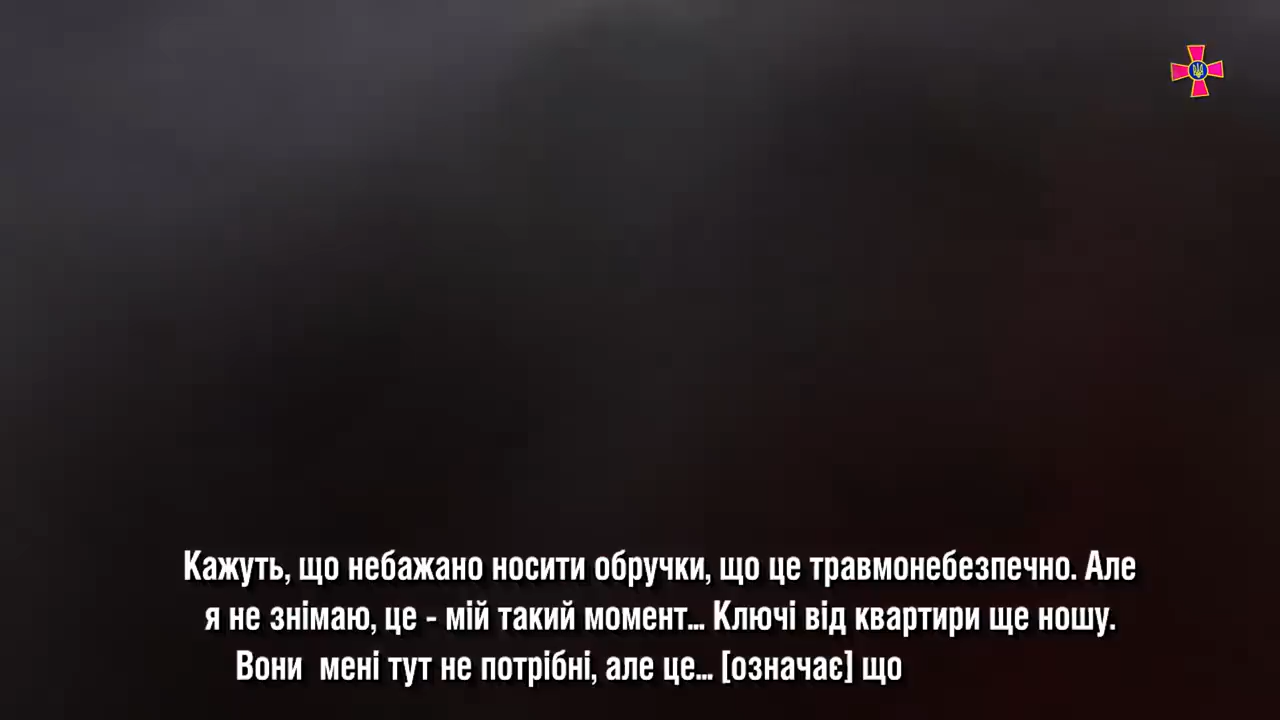 Кажуть, що небажано носити обручки, що це травмонебезпечно. Але
я не знімаю, це - мій такий момент... Ключі від квартири ще ношу.
Вони мені тут не потрібні, але це... [означає] що